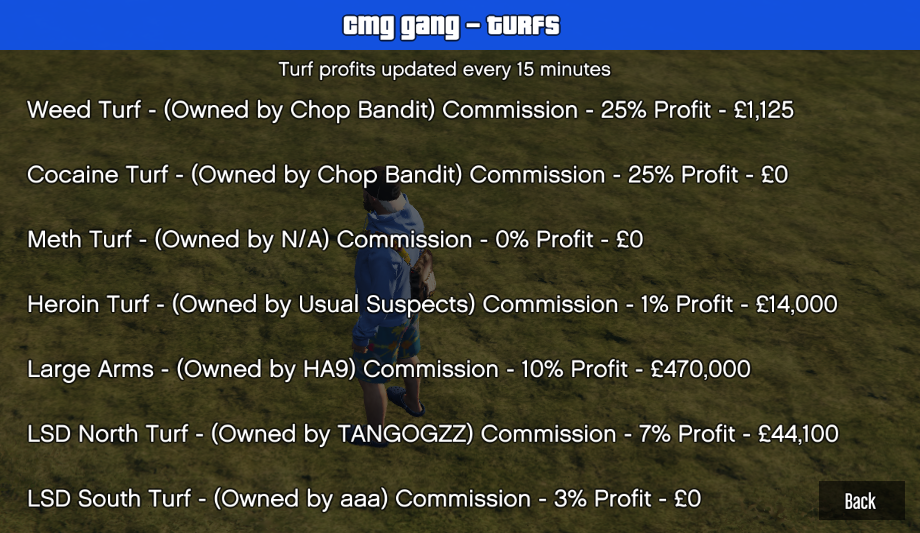 cmg gang - turfs
Turf profits updated every 15 minutes
Weed Turf - (Owned by Chop Bandit) Commission - 25% Profit - £1,125
Cocaine Turf - (Owned by Chop Bandit) Commission - 25% Profit - £0
Meth Turf - (Owned by N/A) Commission - 0% Profit - £0
Heroin Turf - (Owned by Usual Suspects) Commission - 1% Profit - £14,000
Large Arms - (Owned by HA9) Commission - 10% Profit - £470,000
LSD North Turf - (Owned by TANGOGZZ) Commission - 7% Profit - £44,100
LSD South Turf - (Owned by aaa) Commission - 3% Profit - £0
Back